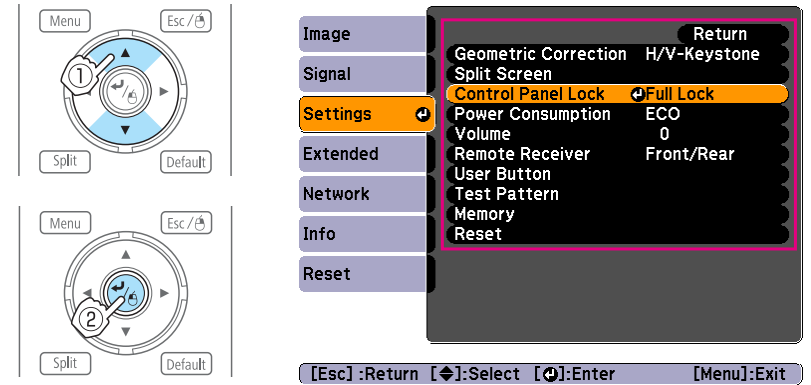 Menu
Esc/
1
Split
Default
Menu
Esc/
2
Split
Default
Image
Signal
Settings
Extended
Network
Info
Reset
Return
Geometric Correction H/V-Keystone
Split Screen
Control Panel Lock Full Lock
Power Consumption ECO
Volume 0
Remote Receiver Front/Rear
User Button
Test Pattern
Memory
Reset
[Esc] :Return [ ]:Select [ ]:Enter [Menu]:Exit